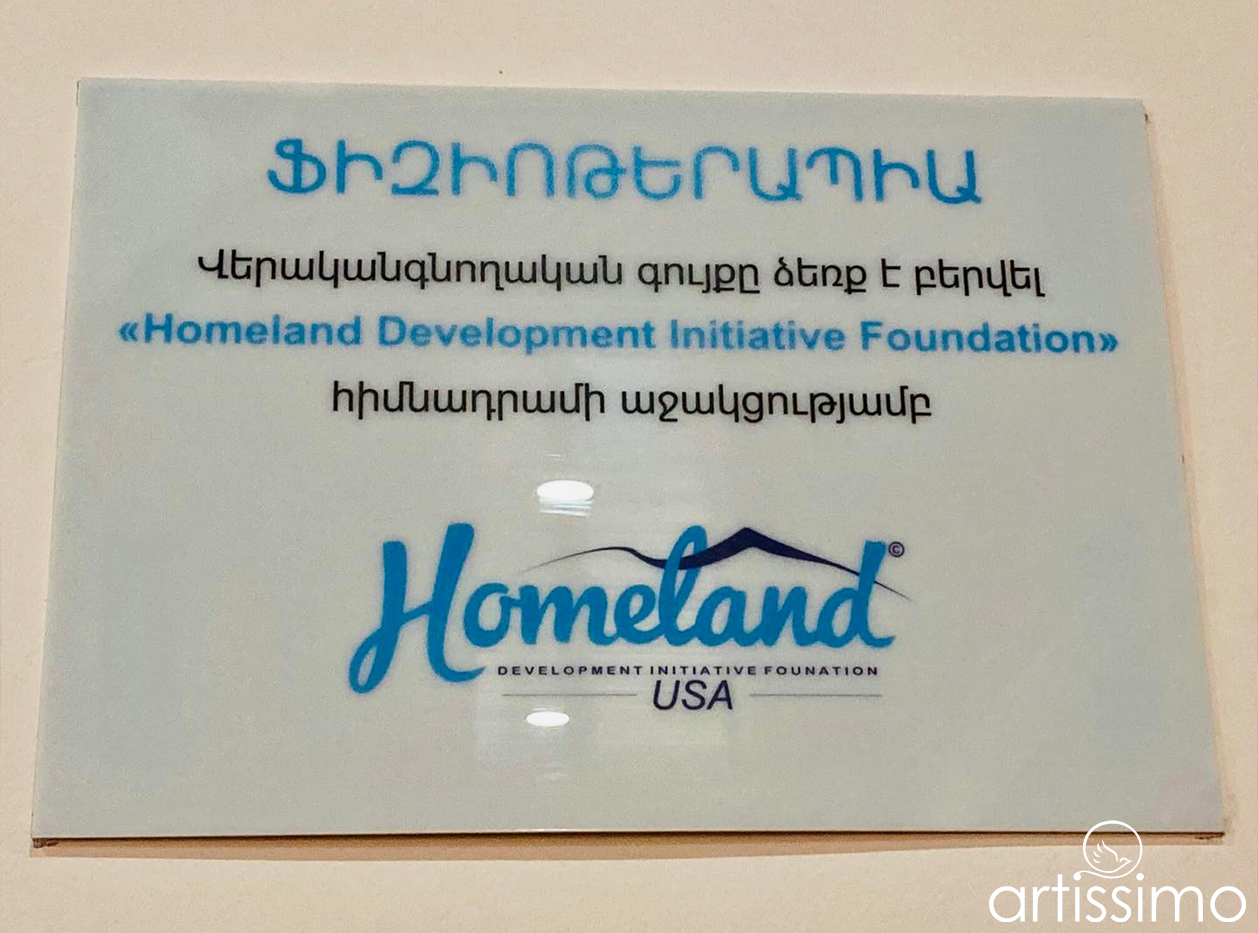 ՖԻԶԻՈԹԵՐԱՊԻԱ
Վերականգնողական գույքը ձեռք է բերվել
«Homeland Development Initiative Foundation»
հիմնադրամի աջակցությամբ
Homeland©
DEVELOPMENT INITIATIVE FOUNATION
USA
artissimo